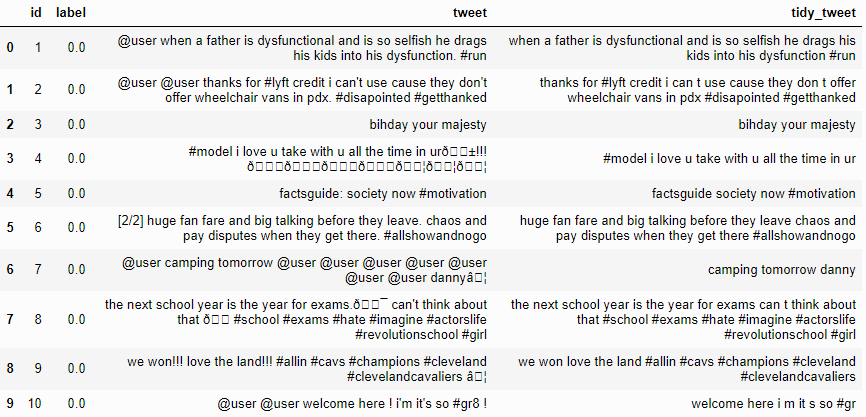 id label tweet tidy_tweet
0 1 0.0 @user when a father is dysfunctional and is so selfish he drags his kids into his dysfunction. #run when a father is dysfunctional and is so selfish he drags his kids into his dysfunction #run
1 2 0.0 @user @user thanks for #lyft credit i can't use cause they don't offer wheelchair vans in pdx. #disapointed #getthanked thanks for #lyft credit i can t use cause they don t offer wheelchair vans in pdx #disapointed #getthanked
2 3 0.0 bihday your majesty bihday your majesty
3 4 0.0 #model i love u take with u all the time in urð□□±!!! ð□□□ð□□□ð□□□ð□□□ð□□¦ð□□¦ð□□¦ #model i love u take with u all the time in ur
4 5 0.0 factsguide: society now #motivation factsguide society now #motivation
5 6 0.0 [2/2] huge fan fare and big talking before they leave. chaos and pay disputes when they get there. #allshowandnogo huge fan fare and big talking before they leave chaos and pay disputes when they get there #allshowandnogo
6 7 0.0 @user camping tomorrow @user @user @user @user @user @user @user dannyâ□¦ camping tomorrow danny
7 8 0.0 the next school year is the year for exams.ð□□¯ can't think about that ð□□ #school #exams #hate #imagine #actorslife #revolutionschool #girl the next school year is the year for exams can t think about that #school #exams #hate #imagine #actorslife #revolutionschool #girl
8 9 0.0 we won!!! love the land!!! #allin #cavs #champions #cleveland #clevelandcavaliers â□¦ we won love the land #allin #cavs #champions #cleveland #clevelandcavaliers
9 10 0.0 @user @user welcome here ! i'm it's so #gr8 ! welcome here i m it s so #gr